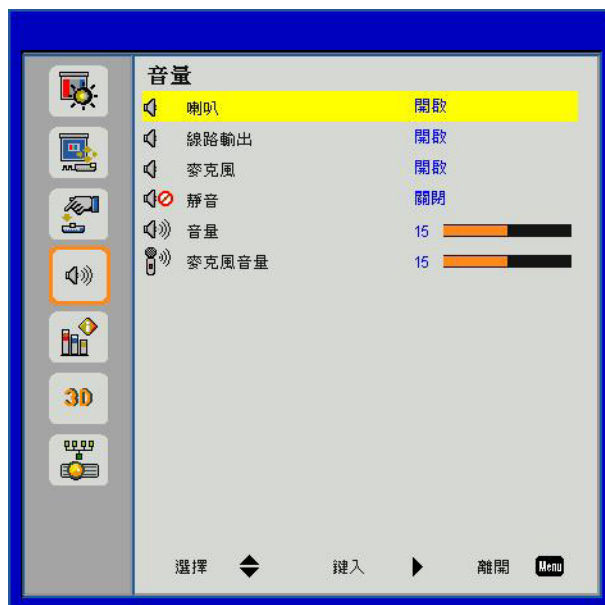 音量
喇叭 開啟
線路輸出 開啟
麥克風 開啟
靜音 關閉
音量 15
麥克風音量 15
3D
選擇 鍵入 離開 Menu